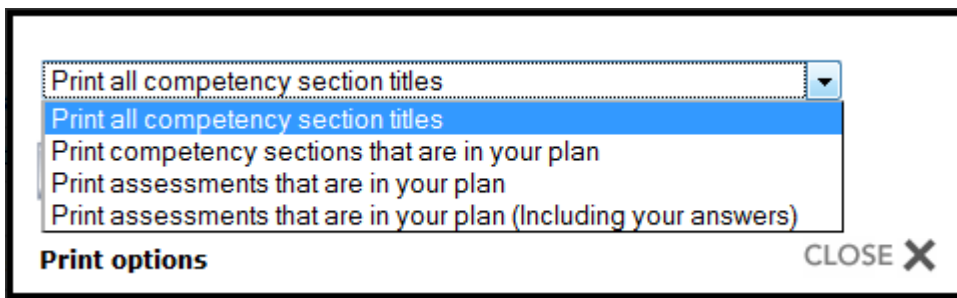 Print all competency section titles
Print all competency section titles
Print competency sections that are in your plan
Print assessments that are in your plan
Print assessments that are in your plan (Including your answers)
Print options
CLOSE